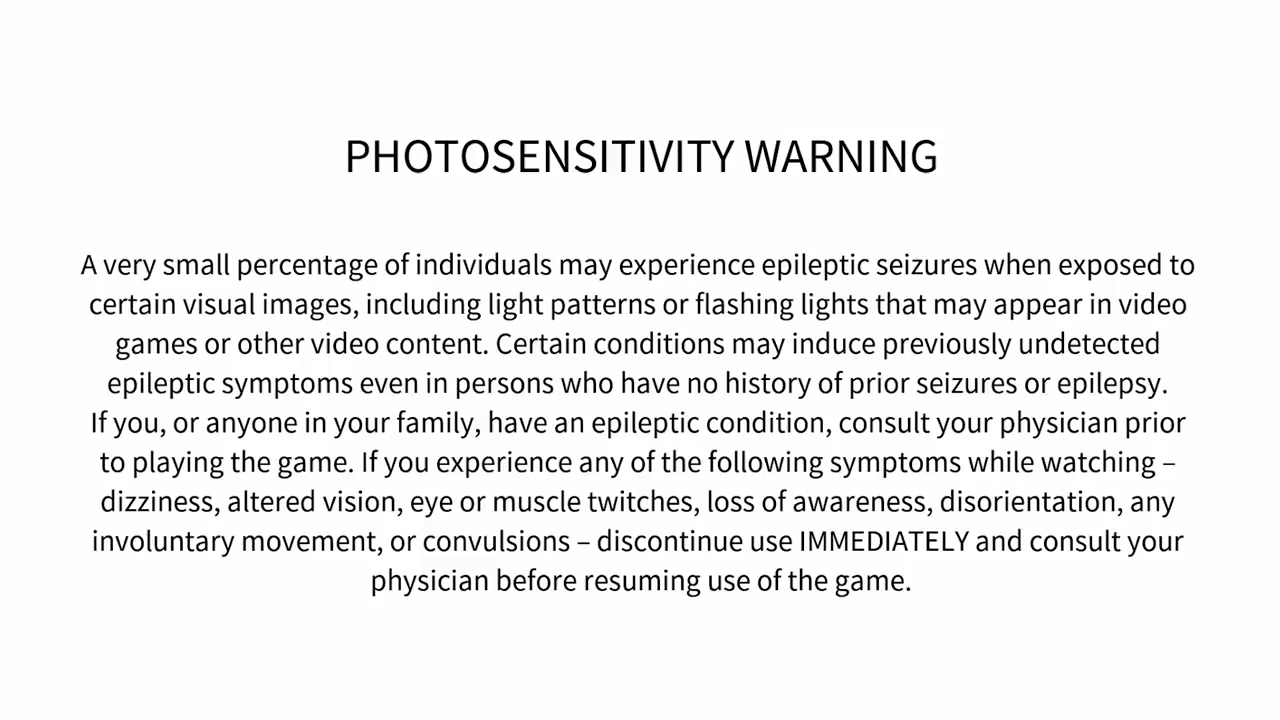 PHOTOSENSITIVITY WARNING
A very small percentage of individuals may experience epileptic seizures when exposed to
certain visual images, including light patterns or flashing lights that may appear in video
games or other video content. Certain conditions may induce previously undetected
epileptic symptoms even in persons who have no history of prior seizures or epilepsy.
If you, or anyone in your family, have an epileptic condition, consult your physician prior
to playing the game. If you experience any of the following symptoms while watching –
dizziness, altered vision, eye or muscle twitches, loss of awareness, disorientation, any
involuntary movement, or convulsions – discontinue use IMMEDIATELY and consult your
physician before resuming use of the game.